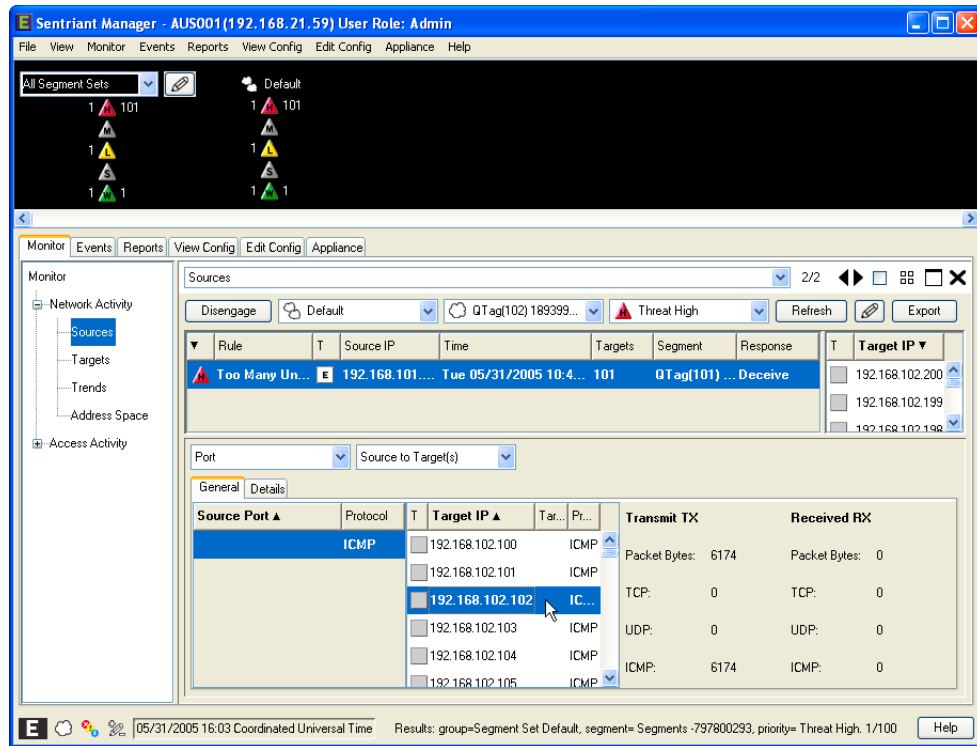 E Sentriant Manager - AUS001(192.168.21.59) User Role: Admin
File View Monitor Events Reports View Config Edit Config Appliance Help
All Segment Sets Default
1 H 101 1 H 101
M M
1 L 1 L
S S
1 W 1 1 W 1
Monitor Events Reports View Config Edit Config Appliance
Monitor
Network Activity
Sources
Targets
Trends
Address Space
Access Activity
Sources 2/2
Disengage Default QTag(102) 189399... H Threat High Refresh Export
Rule T Source IP Time Targets Segment Response T Target IP
H Too Many Un... E 192.168.101.... Tue 05/31/2005 10:4... 101 QTag(101) ... Deceive
192.168.102.200
192.168.102.199
192.168.102.198
Port Source to Target(s)
General Details
Source Port Protocol T Target IP Tar... Pr...
ICMP
192.168.102.100 ICMP
192.168.102.101 ICMP
192.168.102.102 IC...
192.168.102.103 ICMP
192.168.102.104 ICMP
192.168.102.105 ICMP
Transmit TX Received RX
Packet Bytes: 6174 Packet Bytes: 0
TCP: 0 TCP: 0
UDP: 0 UDP: 0
ICMP: 6174 ICMP: 0
E 05/31/2005 16:03 Coordinated Universal Time Results: group=Segment Set Default, segment= Segments -797800293, priority= Threat High. 1/100 Help